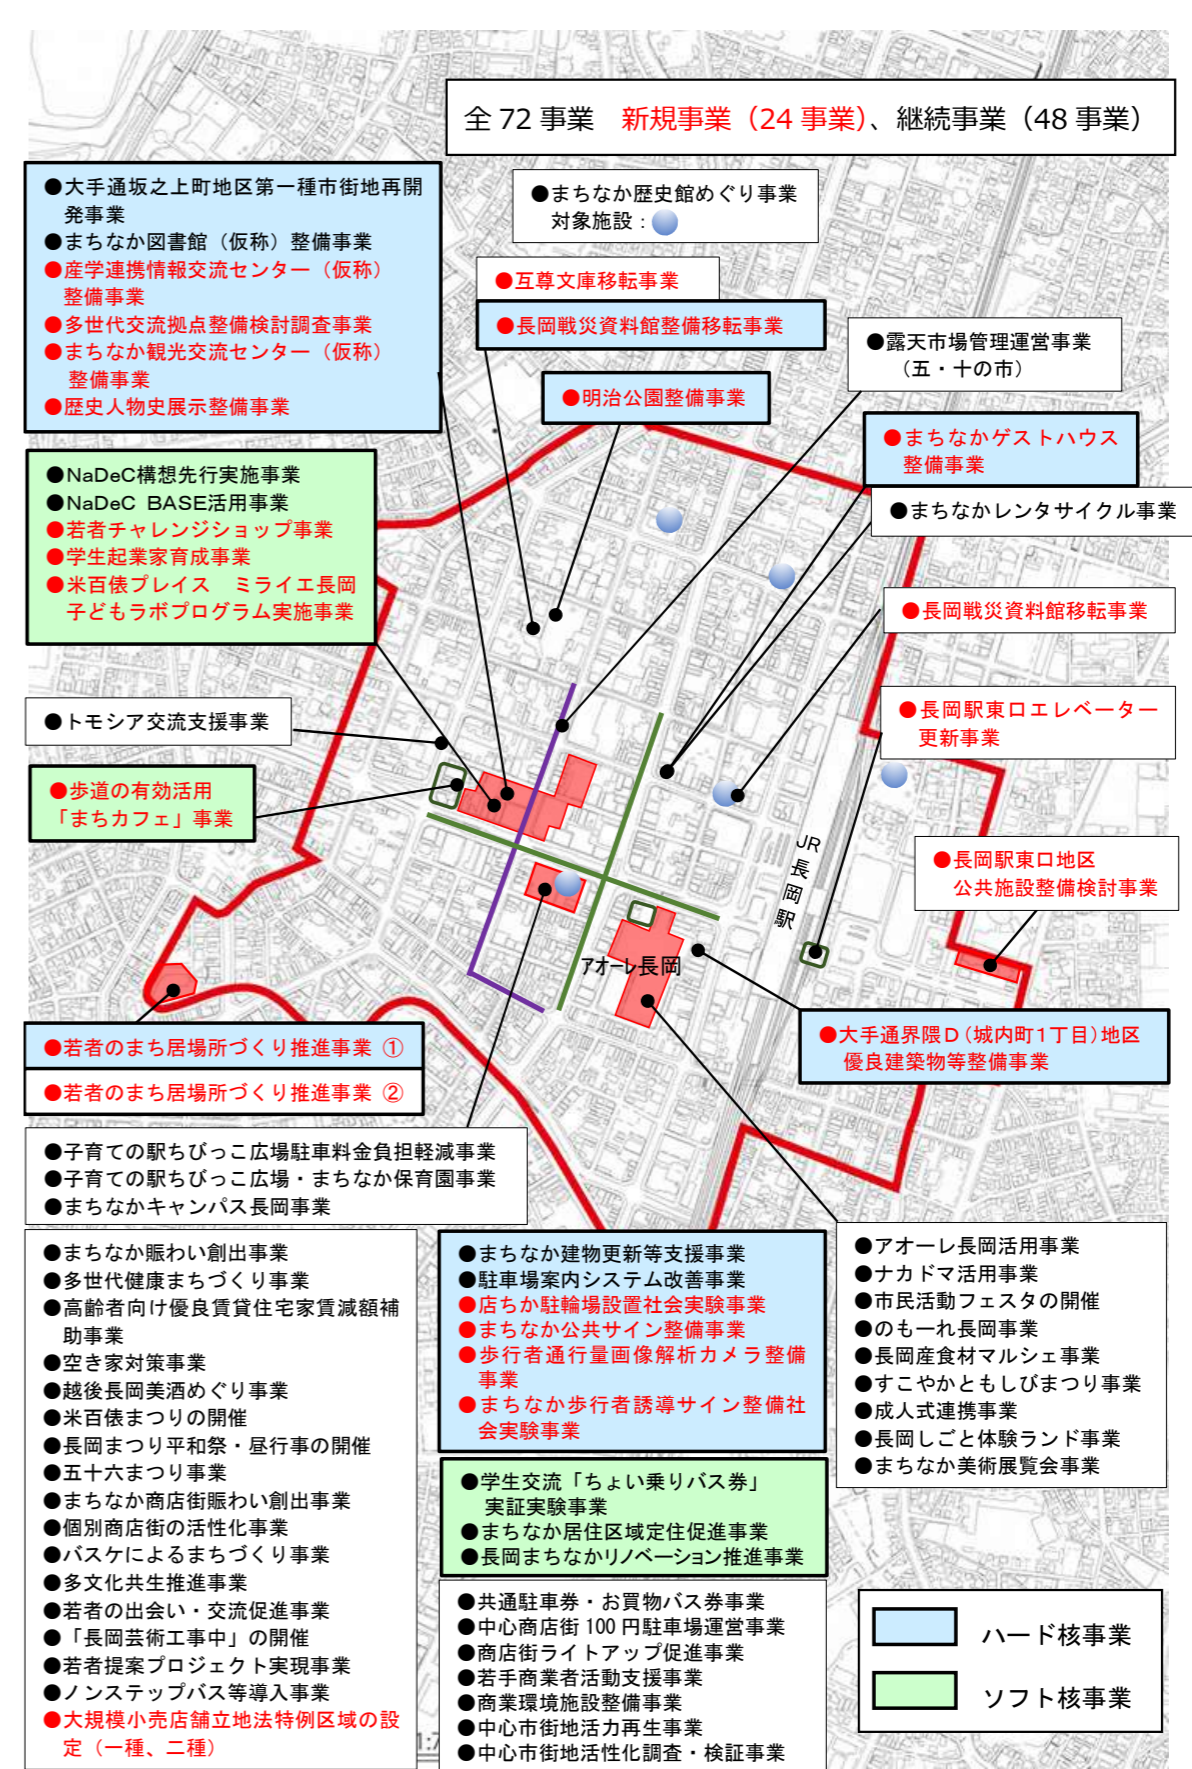 全 72 事業　新規事業（24 事業）、継続事業（48 事業）
●大手通坂之上町地区第一種市街地再開
発事業
●まちなか図書館（仮称）整備事業
●産学連携情報交流センター（仮称）
整備事業
●多世代交流拠点整備検討調査事業
●まちなか観光交流センター（仮称）
整備事業
●歴史人物史展示整備事業
●まちなか歴史館めぐり事業
対象施設：
●互尊文庫移転事業
●長岡戦災資料館整備移転事業
●明治公園整備事業
●露天市場管理運営事業
（五・十の市）
●まちなかゲストハウス
整備事業
●まちなかレンタサイクル事業
●NaDeC構想先行実施事業
●NaDeC BASE活用事業
●若者チャレンジショップ事業
●学生起業家育成事業
●米百俵プレイス　ミライエ長岡
子どもラボプログラム実施事業
●長岡戦災資料館移転事業
●トモシア交流支援事業
●長岡駅東口エレベーター
更新事業
●歩道の有効活用
「まちカフェ」事業
JR長岡駅
●長岡駅東口地区
公共施設整備検討事業
アオーレ長岡
●若者のまち居場所づくり推進事業 ①
●若者のまち居場所づくり推進事業 ②
●大手通界隈Ｄ（城内町1丁目）地区
優良建築物等整備事業
●子育ての駅ちびっこ広場駐車料金負担軽減事業
●子育ての駅ちびっこ広場・まちなか保育園事業
●まちなかキャンパス長岡事業
●まちなか賑わい創出事業
●多世代健康まちづくり事業
●高齢者向け優良賃貸住宅家賃減額補
助事業
●空き家対策事業
●越後長岡美酒めぐり事業
●米百俵まつりの開催
●長岡まつり平和祭・昼行事の開催
●五十六まつり事業
●まちなか商店街賑わい創出事業
●個別商店街の活性化事業
●バスケによるまちづくり事業
●多文化共生推進事業
●若者の出会い・交流促進事業
●「長岡芸術工事中」の開催
●若者提案プロジェクト実現事業
●ノンステップバス等導入事業
●大規模小売店舗立地法特例区域の設
定（一種、二種）
●まちなか建物更新等支援事業
●駐車場案内システム改善事業
●店ちか駐輪場設置社会実験事業
●まちなか公共サイン整備事業
●歩行者通行量画像解析カメラ整備
事業
●まちなか歩行者誘導サイン整備社
会実験事業
●学生交流「ちょい乗りバス券」
実証実験事業
●まちなか居住区域定住促進事業
●長岡まちなかリノベーション推進事業
●共通駐車券・お買物バス券事業
●中心商店街 100 円駐車場運営事業
●商店街ライトアップ促進事業
●若手商業者活動支援事業
●商業環境施設整備事業
●中心市街地活力再生事業
●中心市街地活性化調査・検証事業
●アオーレ長岡活用事業
●ナカドマ活用事業
●市民活動フェスタの開催
●のもーれ長岡事業
●長岡産食材マルシェ事業
●すこやかともしびまつり事業
●成人式連携事業
●長岡しごと体験ランド事業
●まちなか美術展覧会事業
ハード核事業
ソフト核事業